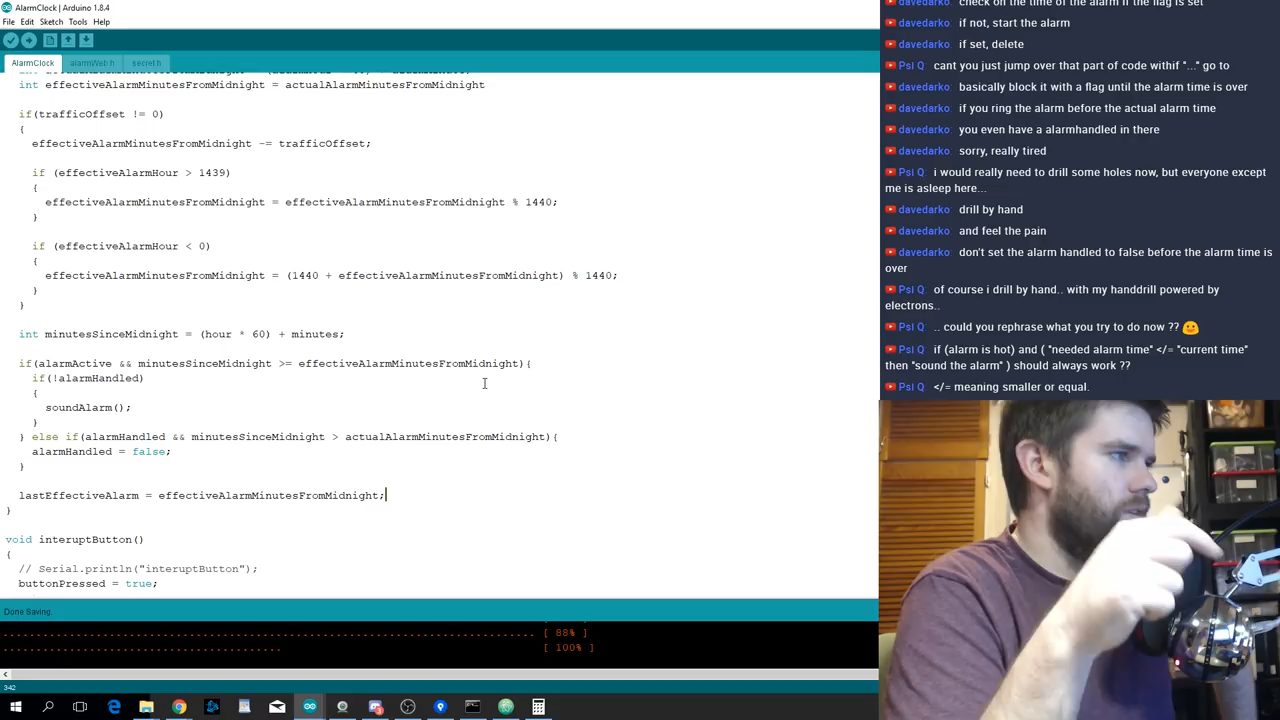 AlarmClock | Arduino 1.8.4
File Edit Sketch Tools Help
AlarmClock alarmWeb.h secret.h
int effectiveAlarmMinutesFromMidnight = actualAlarmMinutesFromMidnight
if(trafficOffset != 0)
{
effectiveAlarmMinutesFromMidnight -= trafficOffset;
if (effectiveAlarmHour > 1439)
{
effectiveAlarmMinutesFromMidnight = effectiveAlarmMinutesFromMidnight % 1440;
}
if (effectiveAlarmHour < 0)
{
effectiveAlarmMinutesFromMidnight = (1440 + effectiveAlarmMinutesFromMidnight) % 1440;
}
}
int minutesSinceMidnight = (hour * 60) + minutes;
if(alarmActive && minutesSinceMidnight >= effectiveAlarmMinutesFromMidnight){
if(!alarmHandled)
{
soundAlarm();
}
} else if(alarmHandled && minutesSinceMidnight > actualAlarmMinutesFromMidnight){
alarmHandled = false;
}
lastEffectiveAlarm = effectiveAlarmMinutesFromMidnight;
}
void interuptButton()
{
// Serial.println("interuptButton");
buttonPressed = true;
Done Saving.
[ 88% ]
[ 100% ]
342
davedarko check on the time of the alarm if the flag is set
davedarko if not, start the alarm
davedarko if set, delete
Psi Q. cant you just jump over that part of code withif "..." go to
davedarko basically block it with a flag until the alarm time is over
davedarko if you ring the alarm before the actual alarm time
davedarko you even have a alarmhandled in there
davedarko sorry, really tired
Psi Q. i would really need to drill some holes now, but everyone except
me is asleep here...
davedarko drill by hand
davedarko and feel the pain
davedarko don't set the alarm handled to false before the alarm time is
over
Psi Q. of course i drill by hand.. with my handdrill powered by
electrons..
Psi Q. .. could you rephrase what you try to do now ??
Psi Q. if (alarm is hot) and ( "needed alarm time" </= "current time"
then "sound the alarm" ) should always work ??
Psi Q. </= meaning smaller or equal.